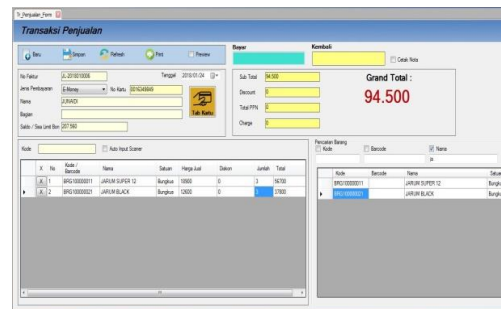 Tr_Penjualan_Form
Transaksi Penjualan
Baru Simpan Refresh Print Preview
Bayar Kembali
Cetak Nota
No Faktur JL-2018010006 Tanggal 2018/01/24
Jenis Pembayaran E-Money No Kartu 0016349849
Nama JUNAIDI
Bagian
Saldo / Sisa Limit Bon 207.560
Tab Kartu
Sub Total 94.500
Discount 0
Total PPN 0
Charge 0
Grand Total :
94.500
Kode Auto Input Scanner
X No Kode / Barcode Nama Satuan Harga Jual Diskon Jumlah Total
X 1 BRG100000011 JARUM SUPER 12 Bungkus 18900 0 3 56700
X 2 BRG100000021 JARUM BLACK Bungkus 12600 0 3 37800
Pencarian Barang
Kode Barcode Nama
ja
Kode Barcode Nama Satuan
BRG100000011 JARUM SUPER 12 Bungku
BRG100000021 JARUM BLACK Bungku